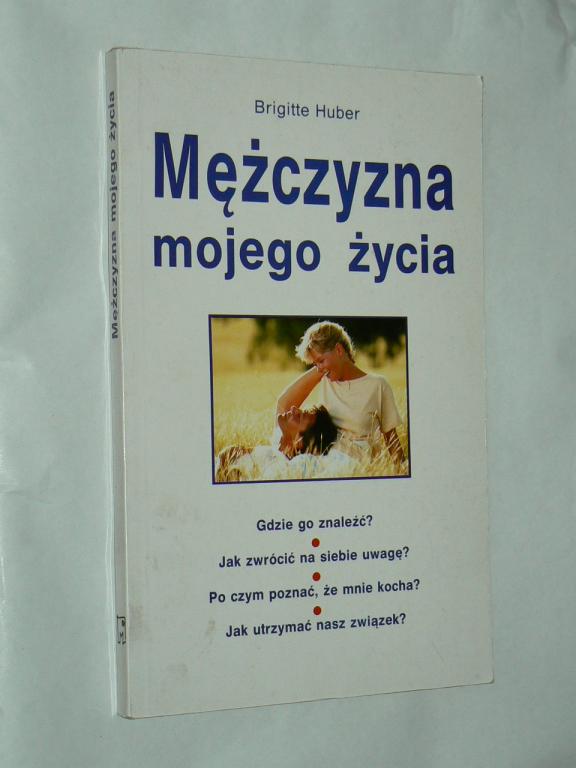 Brigitte Huber
Mężczyzna
mojego życia
Gdzie go znaleźć?
Jak zwrócić na siebie uwagę?
Po czym poznać, że mnie kocha?
Jak utrzymać nasz związek?
Mężczyzna mojego życia